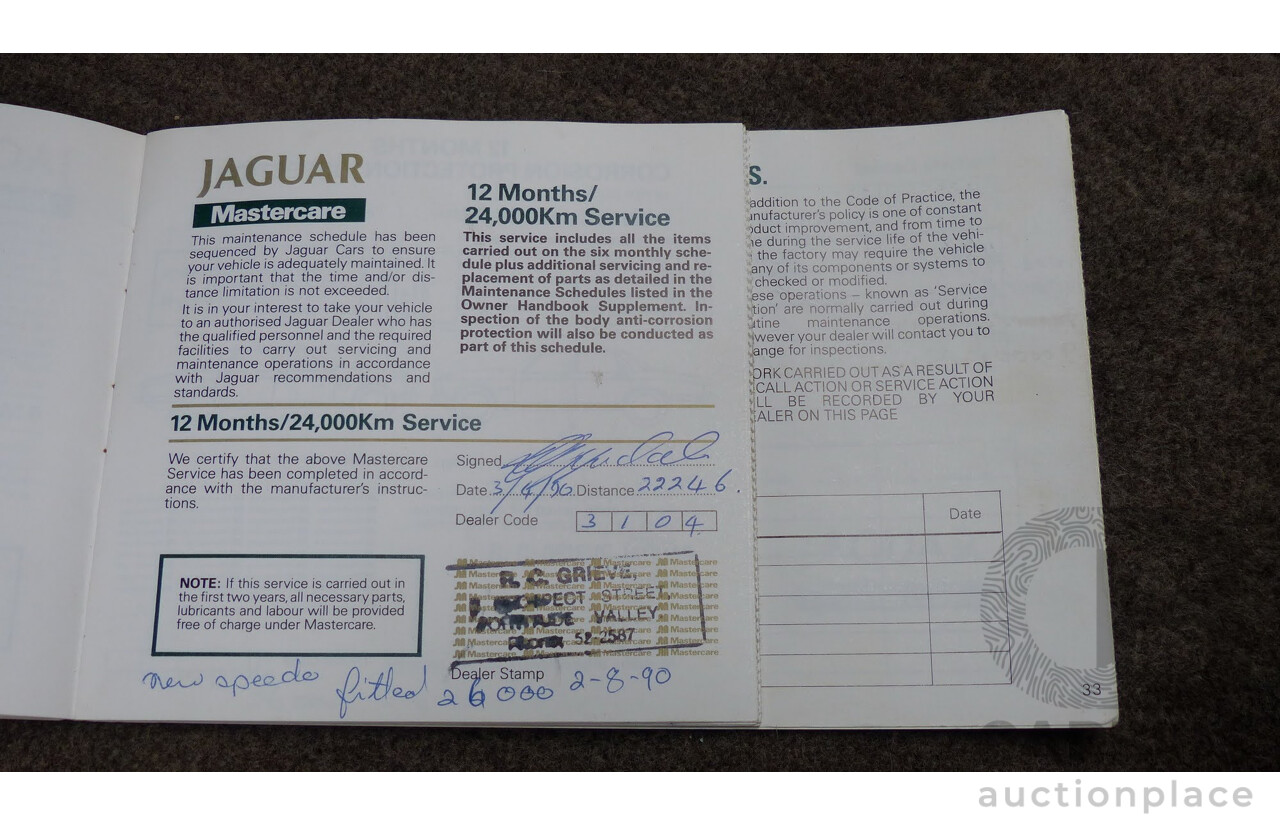 JAGUAR
Mastercare
This maintenance schedule has been
sequenced by Jaguar Cars to ensure
your vehicle is adequately maintained. It
is important that the time and/or dis-
tance limitation is not exceeded.
It is in your interest to take your vehicle
to an authorised Jaguar Dealer who has
the qualified personnel and the required
facilities to carry out servicing and
maintenance operations in accordance
with Jaguar recommendations and
standards.
12 Months/
24,000Km Service
This service includes all the items
carried out on the six monthly sche-
dule plus additional servicing and re-
placement of parts as detailed in the
Maintenance Schedules listed in the
Owner Handbook Supplement. In-
spection of the body anti-corrosion
protection will also be conducted as
part of this schedule.
12 Months/24,000Km Service
We certify that the above Mastercare
Service has been completed in accord-
ance with the manufacturer's instruc-
tions.
Signed
Date 3/4/90 Distance 22246.
Dealer Code 3 1 0 4
NOTE: If this service is carried out in
the first two years, all necessary parts,
lubricants and labour will be provided
free of charge under Mastercare.
R. C. GRIEVE
STREET
VALLEY
52-2587
Dealer Stamp
new speedo fitted 26000 2-8-90
S.
addition to the Code of Practice, the
nufacturer's policy is one of constant
duct improvement, and from time to
e during the service life of the vehi-
the factory may require the vehicle
any of its components or systems to
checked or modified.
ese operations – known as 'Service
tion' are normally carried out during
tine maintenance operations.
wever your dealer will contact you to
ange for inspections.
ORK CARRIED OUT AS A RESULT OF
CALL ACTION OR SERVICE ACTION
LL BE RECORDED BY YOUR
ALER ON THIS PAGE
Date
33
auctionplace